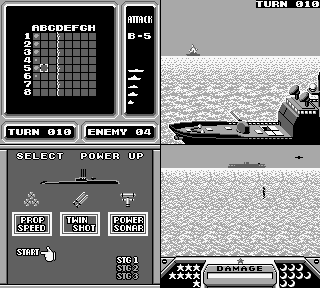 TURN 010
ATTACK
ABCDEFGH
B-5
1
2
3
4
5
6
7
8
TURN 010
ENEMY 04
SELECT POWER UP
PROP SPEED
TWIN SHOT
POWER SONAR
START
STG 1
STG 2
STG 3
DAMAGE